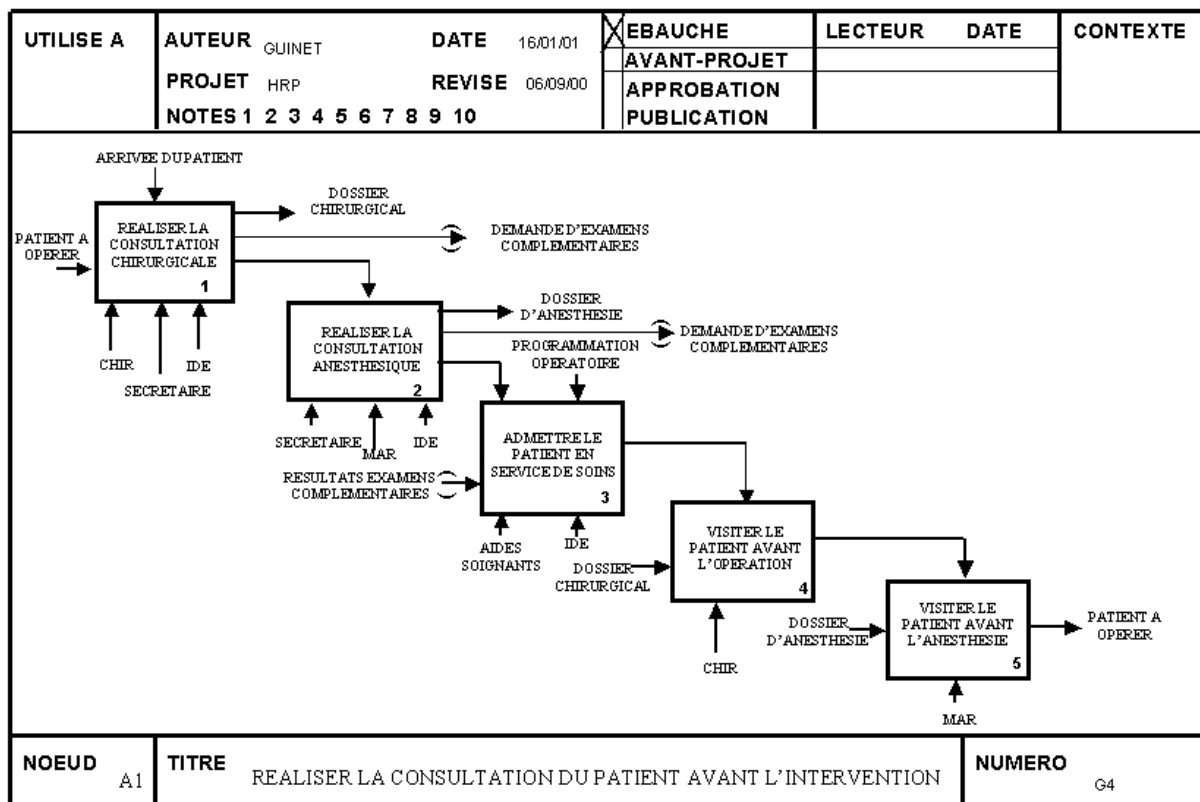 UTILISE A
AUTEUR GUINET DATE 16/01/01
PROJET HRP REVISE 06/09/00
NOTES 1 2 3 4 5 6 7 8 9 10
X EBAUCHE
AVANT-PROJET
APPROBATION
PUBLICATION
LECTEUR DATE
CONTEXTE
ARRIVEE DU PATIENT
PATIENT A
OPERER
REALISER LA
CONSULTATION
CHIRURGICALE
1
DOSSIER
CHIRURGICAL
DEMANDE D'EXAMENS
COMPLEMENTAIRES
CHIR
SECRETAIRE
IDE
REALISER LA
CONSULTATION
ANESTHESIQUE
2
DOSSIER
D'ANESTHESIE
DEMANDE D'EXAMENS
COMPLEMENTAIRES
PROGRAMMATION
OPERATOIRE
SECRETAIRE
MAR
IDE
ADMETTRE LE
PATIENT EN
SERVICE DE SOINS
3
RESULTATS EXAMENS
COMPLEMENTAIRES
AIDES
SOIGNANTS
IDE
VISITER LE
PATIENT AVANT
L'OPERATION
4
DOSSIER
CHIRURGICAL
CHIR
VISITER LE
PATIENT AVANT
L'ANESTHESIE
5
DOSSIER
D'ANESTHESIE
PATIENT A
OPERER
MAR
NOEUD A1
TITRE REALISER LA CONSULTATION DU PATIENT AVANT L'INTERVENTION
NUMERO G4